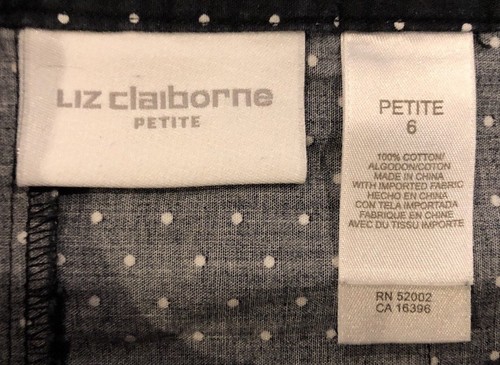 LIZ claiborne
PETITE
PETITE
6
100% COTTON/
ALGODON/COTON
MADE IN CHINA
WITH IMPORTED FABRIC
HECHO EN CHINA
CON TELA IMPORTADA
FABRIQUE EN CHINE
AVEC DU TISSU IMPORTE
RN 52002
CA 16396